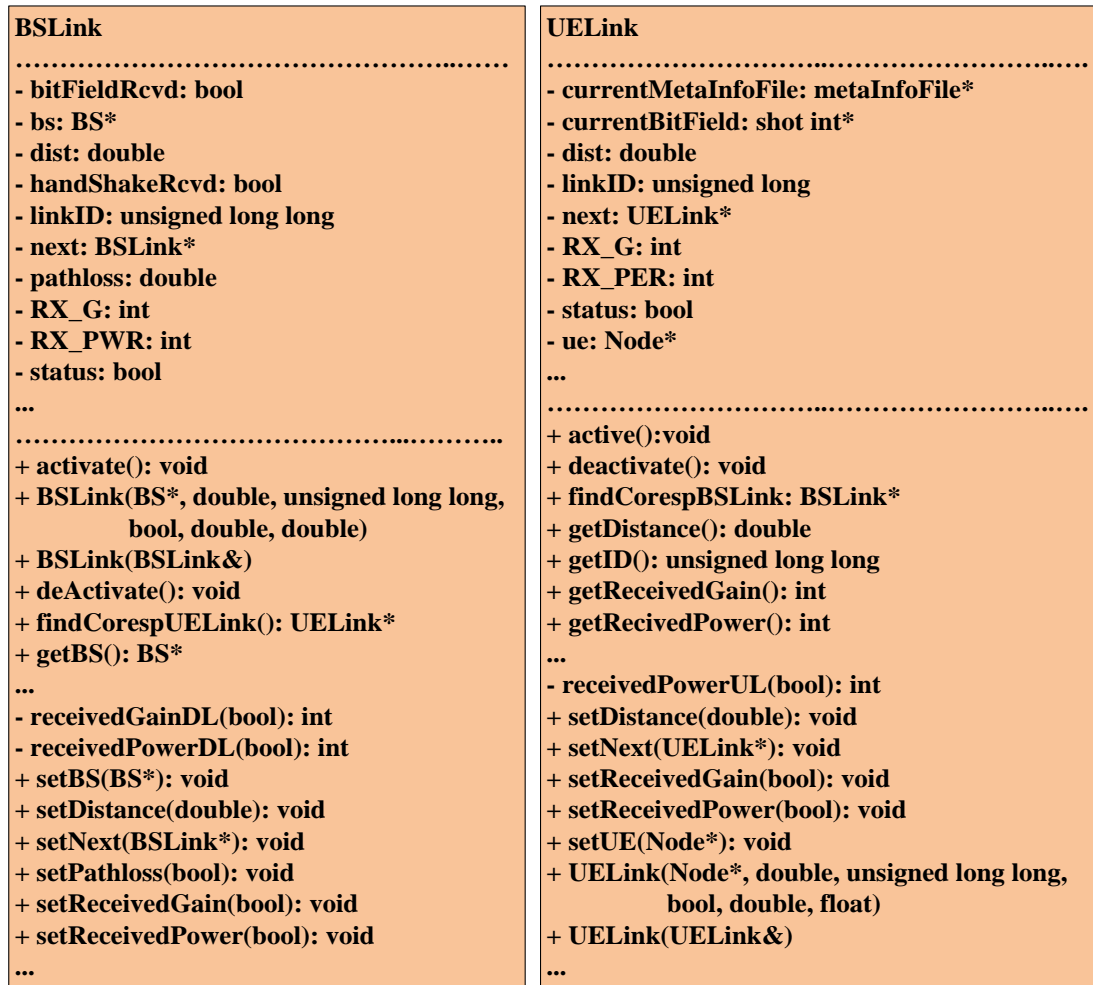 BSLink
…………………………………………..……
- bitFieldRcvd: bool
- bs: BS*
- dist: double
- handShakeRcvd: bool
- linkID: unsigned long long
- next: BSLink*
- pathloss: double
- RX_G: int
- RX_PWR: int
- status: bool
...
……………………………………...………..
+ activate(): void
+ BSLink(BS*, double, unsigned long long,
bool, double, double)
+ BSLink(BSLink&)
+ deActivate(): void
+ findCorespUELink(): UELink*
+ getBS(): BS*
...
- receivedGainDL(bool): int
- receivedPowerDL(bool): int
+ setBS(BS*): void
+ setDistance(double): void
+ setNext(BSLink*): void
+ setPathloss(bool): void
+ setReceivedGain(bool): void
+ setReceivedPower(bool): void
...
UELink
…………………………...……………………..….
- currentMetaInfoFile: metaInfoFile*
- currentBitField: shot int*
- dist: double
- linkID: unsigned long
- next: UELink*
- RX_G: int
- RX_PER: int
- status: bool
- ue: Node*
...
…………………………...……………………..….
+ active():void
+ deactivate(): void
+ findCorespBSLink: BSLink*
+ getDistance(): double
+ getID(): unsigned long long
+ getReceivedGain(): int
+ getRecivedPower(): int
...
- receivedPowerUL(bool): int
+ setDistance(double): void
+ setNext(UELink*): void
+ setReceivedGain(bool): void
+ setReceivedPower(bool): void
+ setUE(Node*): void
+ UELink(Node*, double, unsigned long long,
bool, double, float)
+ UELink(UELink&)
...